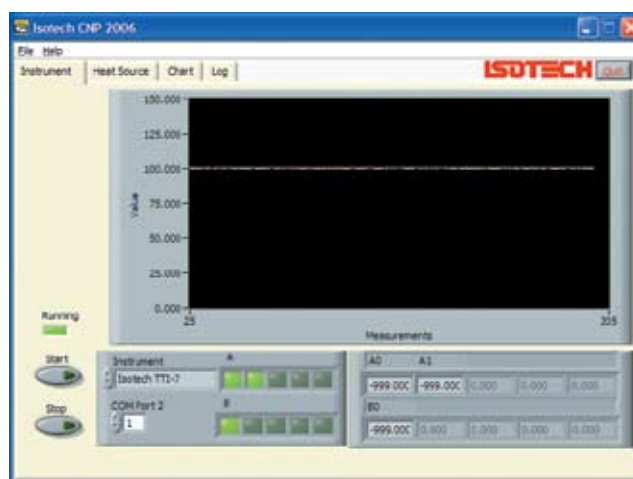 Isotech CNP 2006
File Help
Instrument Heat Source Chart Log ISOTECH Quit
150.000
125.000
100.000
75.000
50.000
25.000
0.000
Value
25 205
Measurements
Running
Start
Stop
Instrument A
Isotech TTI-7
COM Port 2 B
1
A0 A1
-999.000 -999.000 0.000 0.000 0.000
B0
-999.000 0.000 0.000 0.000 0.000